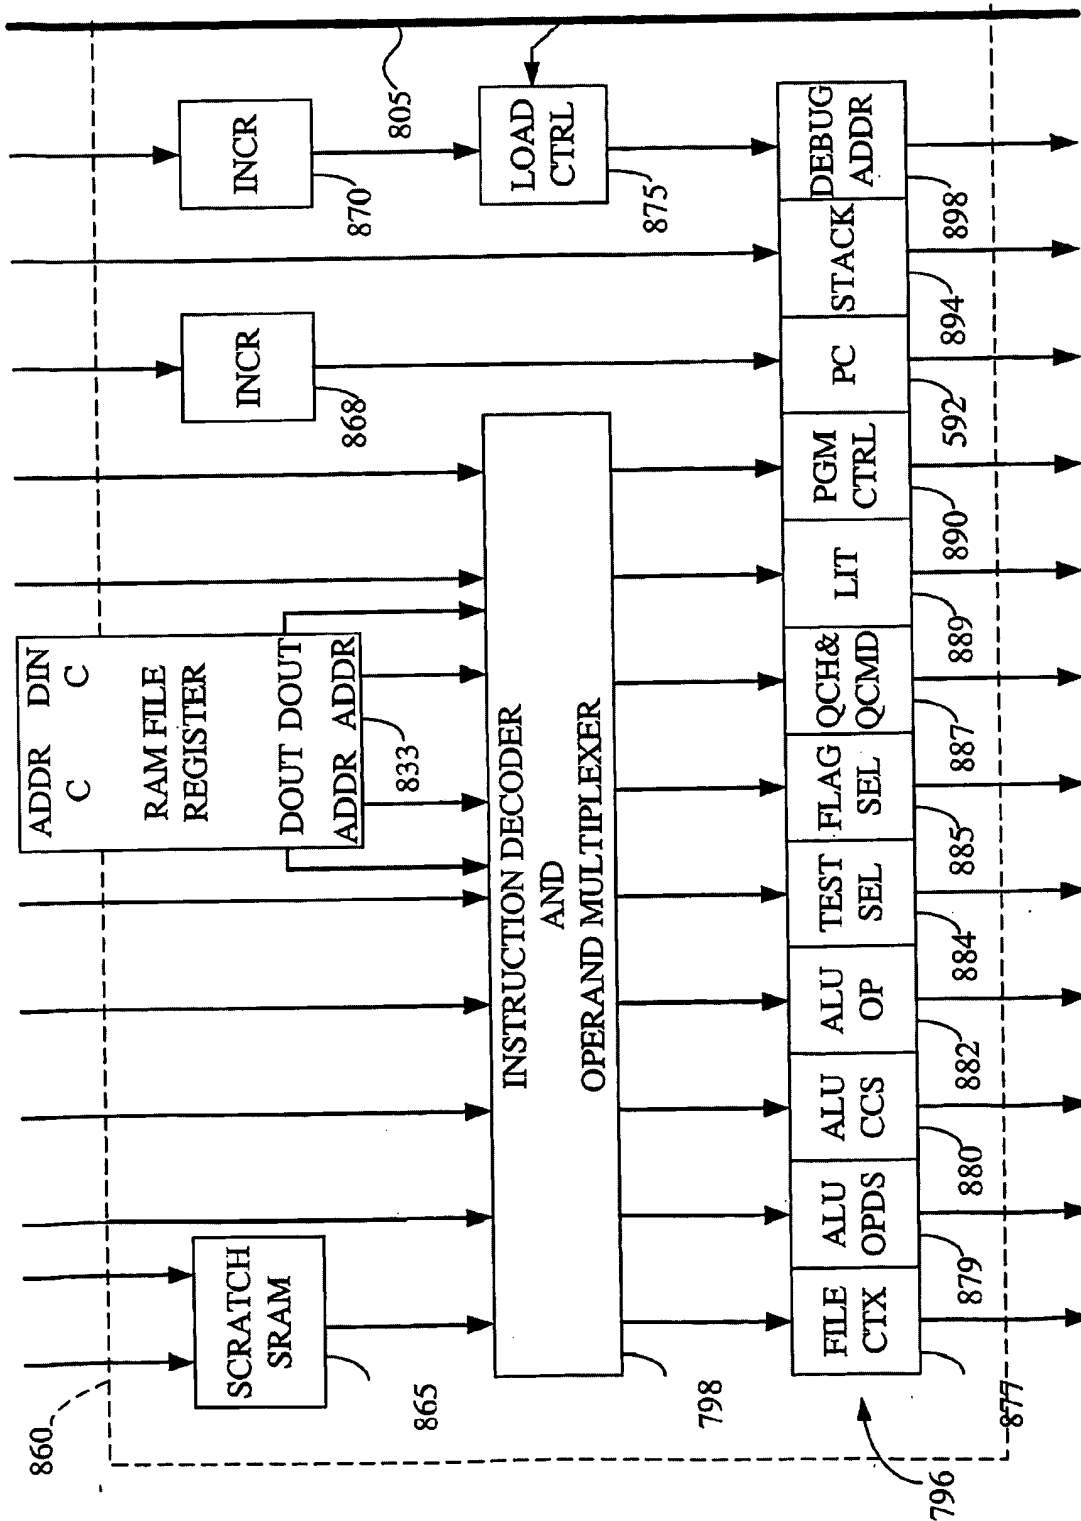 860
SCRATCH
SRAM
865
ADDR DIN
C C
RAM FILE
REGISTER
DOUT DOUT
ADDR ADDR
833
INCR
868
INCR
870
805
INSTRUCTION DECODER
AND
OPERAND MULTIPLEXER
798
LOAD
CTRL
875
796
FILE
CTX
877
ALU
OPDS
879
ALU
CCS
880
ALU
OP
882
TEST
SEL
884
FLAG
SEL
885
QCH&
QCMD
887
LIT
889
PGM
CTRL
890
PC
592
STACK
894
DEBUG
ADDR
898